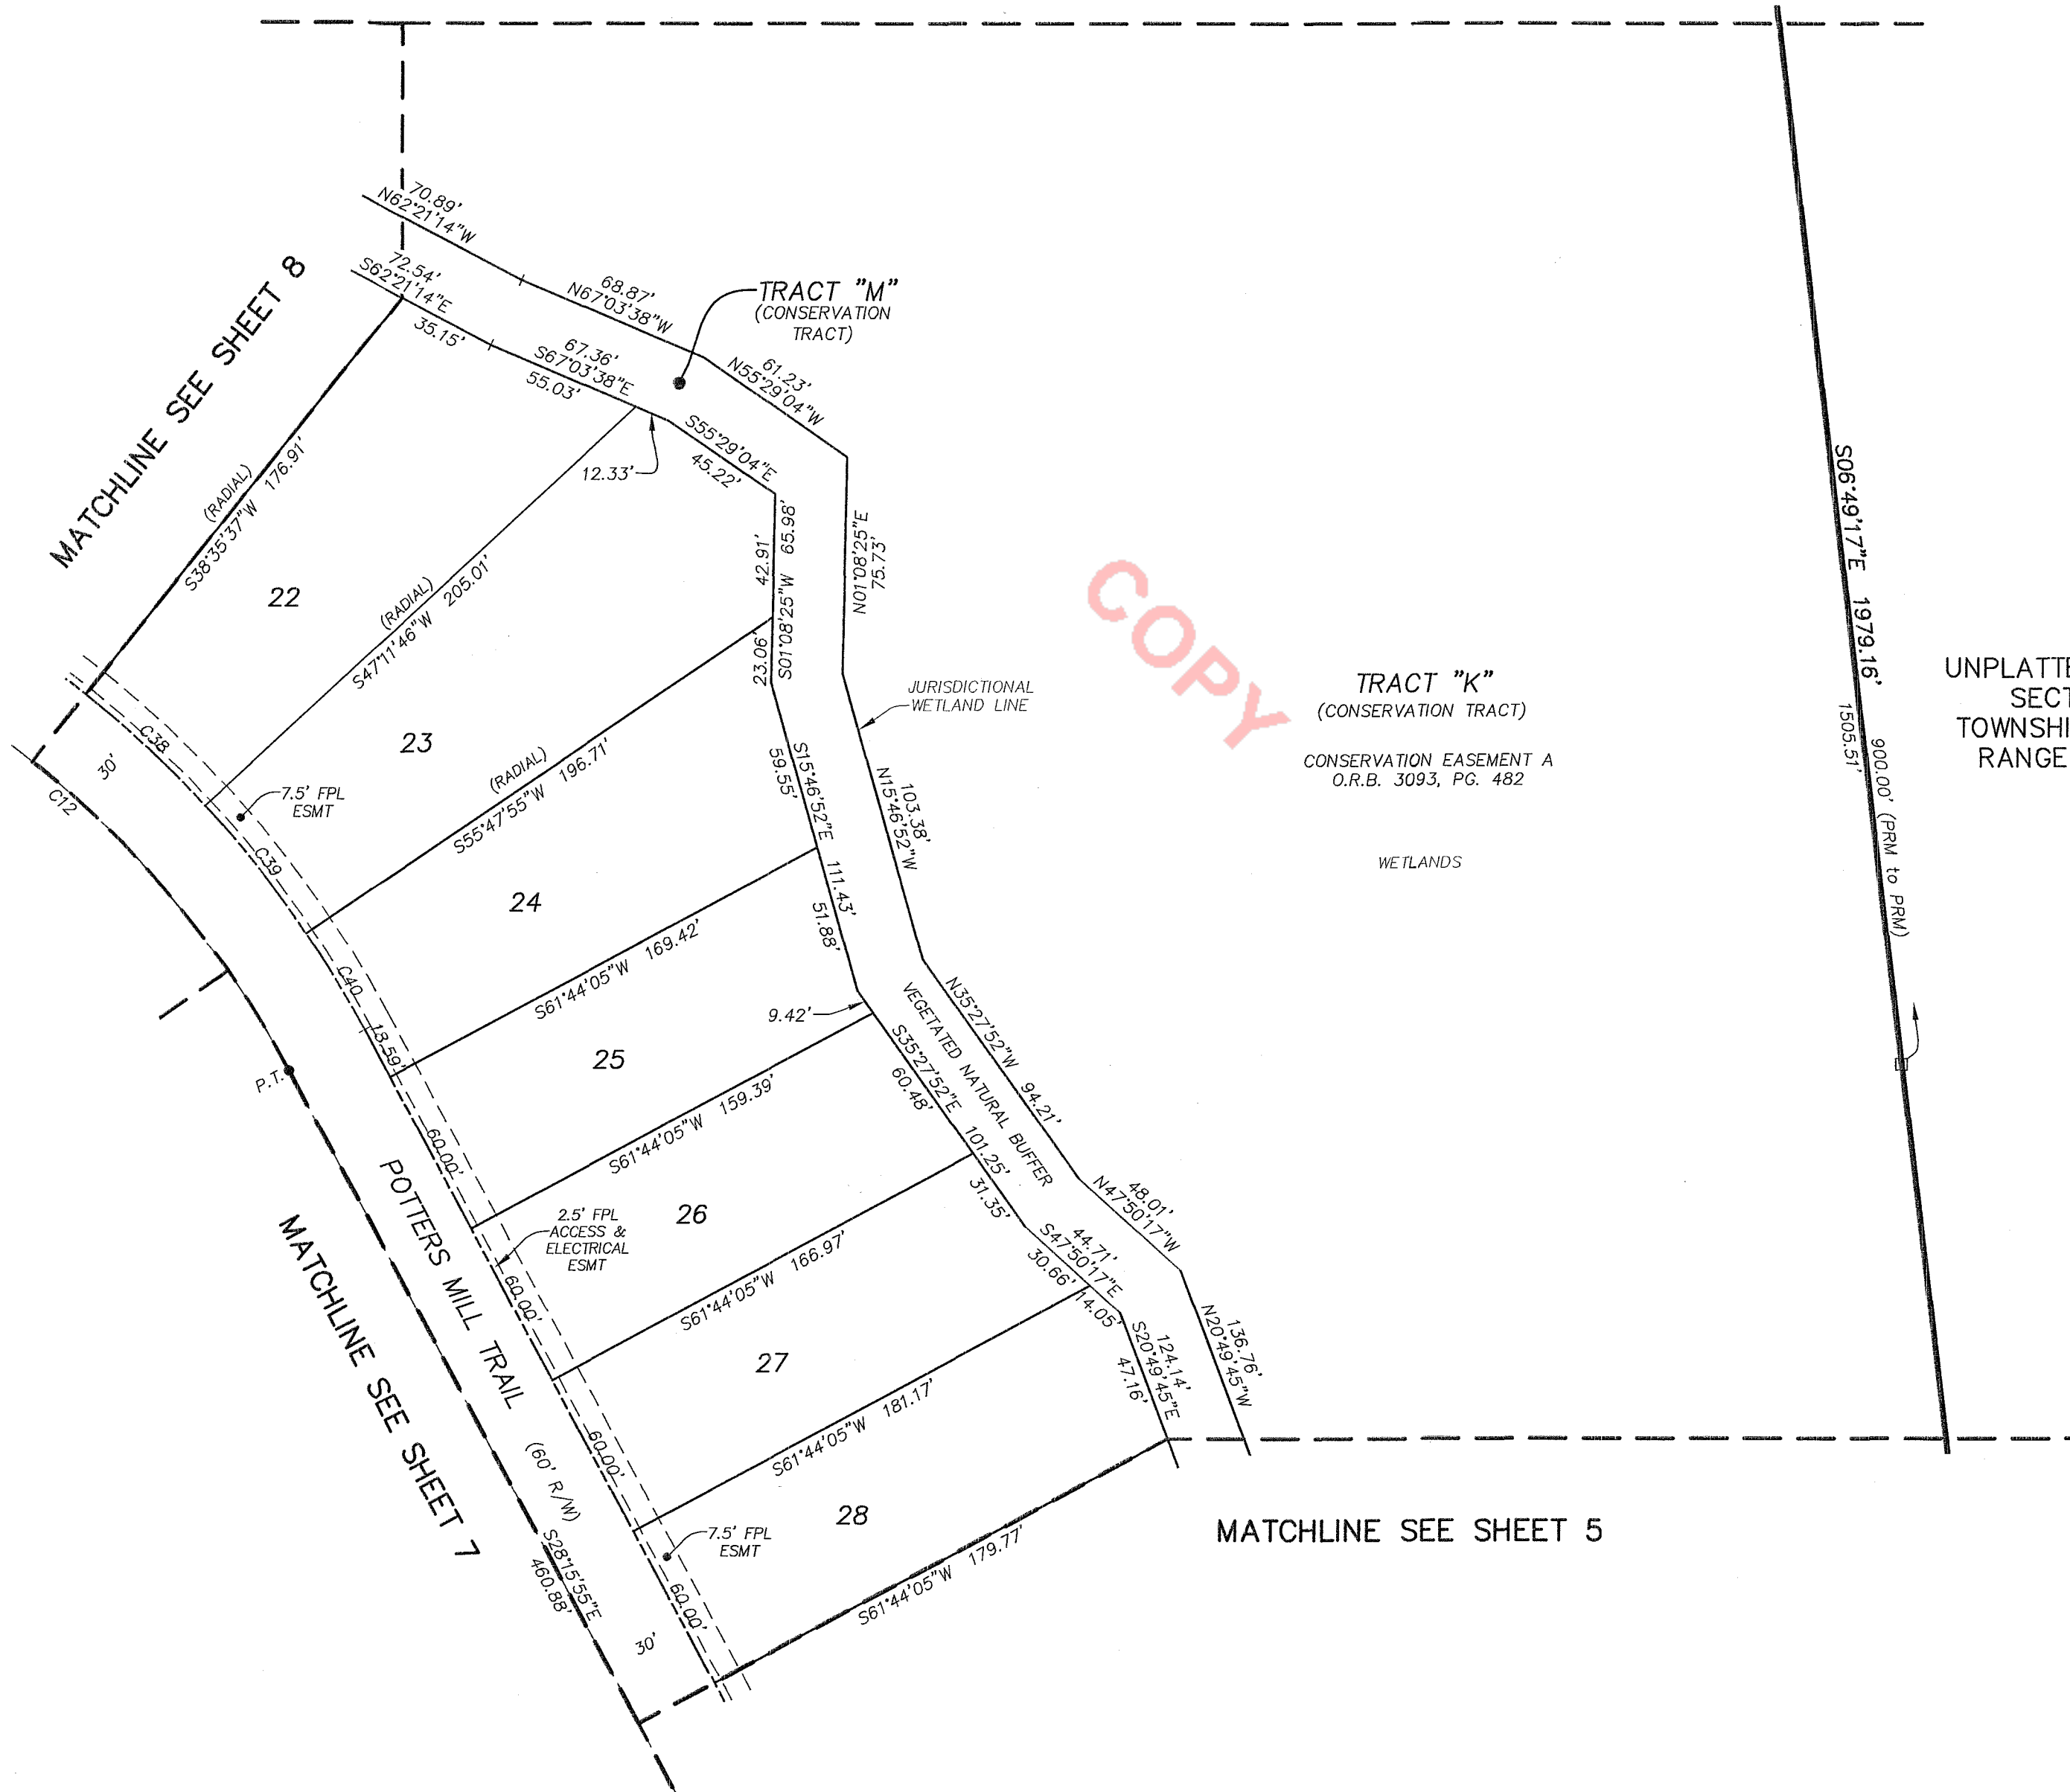 70.89'
N62°21'14"W
72.54'
S62°21'14"E
35.15'
68.87'
N67°03'38"W
67.36'
S67°03'38"E
55.03'
TRACT "M"
(CONSERVATION
TRACT)
61.23'
N55°29'04"W
S55°29'04"E
45.22'
12.33'
MATCHLINE SEE SHEET 8
(RADIAL)
S38°35'37"W 176.91'
22
(RADIAL)
S47°11'46"W 205.01'
42.91'
S01°08'25"W 65.98'
23.06'
N01°08'25"E
75.73'
COPY
S06°49'17"E 1979.16'
1505.51'
900.00' (PRM to PRM)
JURISDICTIONAL
WETLAND LINE
TRACT "K"
(CONSERVATION TRACT)
CONSERVATION EASEMENT A
O.R.B. 3093, PG. 482
WETLANDS
SECT
RANGE
C38
30'
C12
7.5' FPL
ESMT
23
(RADIAL)
S55°47'55"W 196.71'
C39
S15°46'52"E 111.43'
59.55'
51.88'
103.38'
N15°46'52"W
24
S61°44'05"W 169.42'
C40
18.59'
P.T.
9.42'
25
S61°44'05"W 159.39'
VEGETATED NATURAL BUFFER
N35°27'52"W 94.21'
S35°27'52"E 101.25'
60.48'
31.35'
60.00'
POTTERS MILL TRAIL (60' R/W)
MATCHLINE SEE SHEET 7
2.5' FPL
ACCESS &
ELECTRICAL
ESMT
26
S61°44'05"W 166.97'
60.00'
48.01'
N47°50'17"W
44.71'
S47°50'17"E
30.66'
14.05'
27
S61°44'05"W 181.17'
60.00'
136.76'
N20°49'45"W
124.14'
S20°49'45"E
47.16'
28
7.5' FPL
ESMT
S61°44'05"W 179.77'
60.00'
S28°15'55"E
460.88'
30'
MATCHLINE SEE SHEET 5